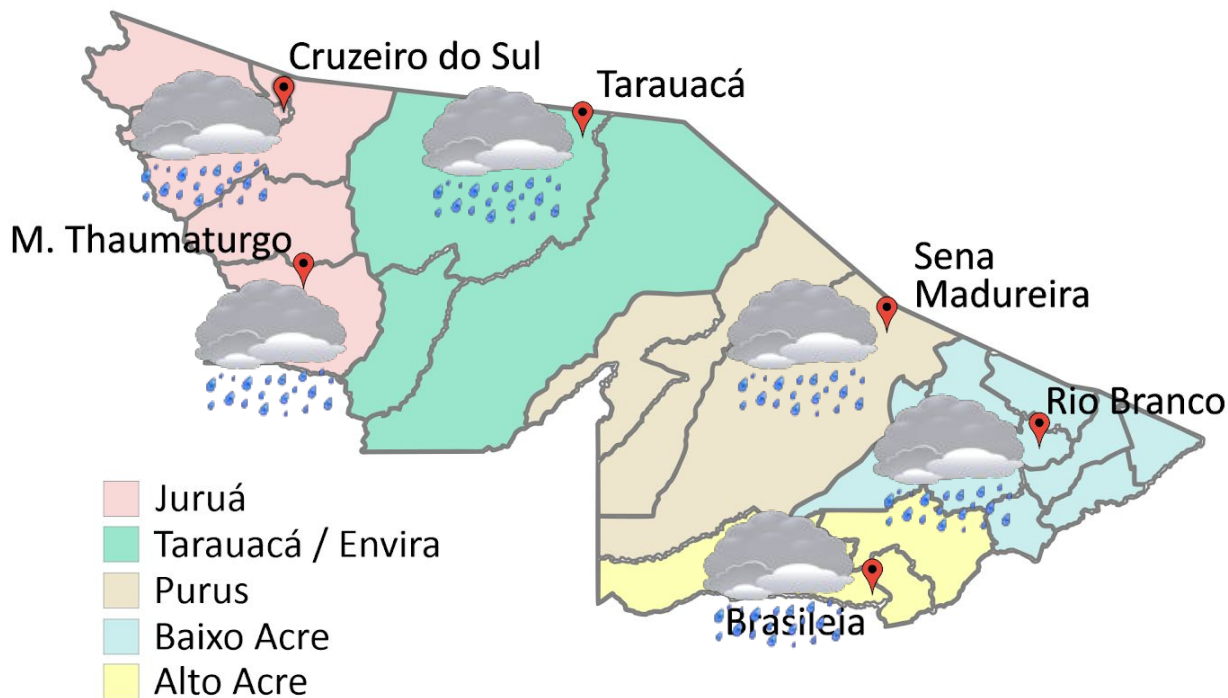 Cruzeiro do Sul
Tarauacá
M. Thaumaturgo
Sena
Madureira
Rio Branco
Brasileia
Juruá
Tarauacá / Envira
Purus
Baixo Acre
Alto Acre